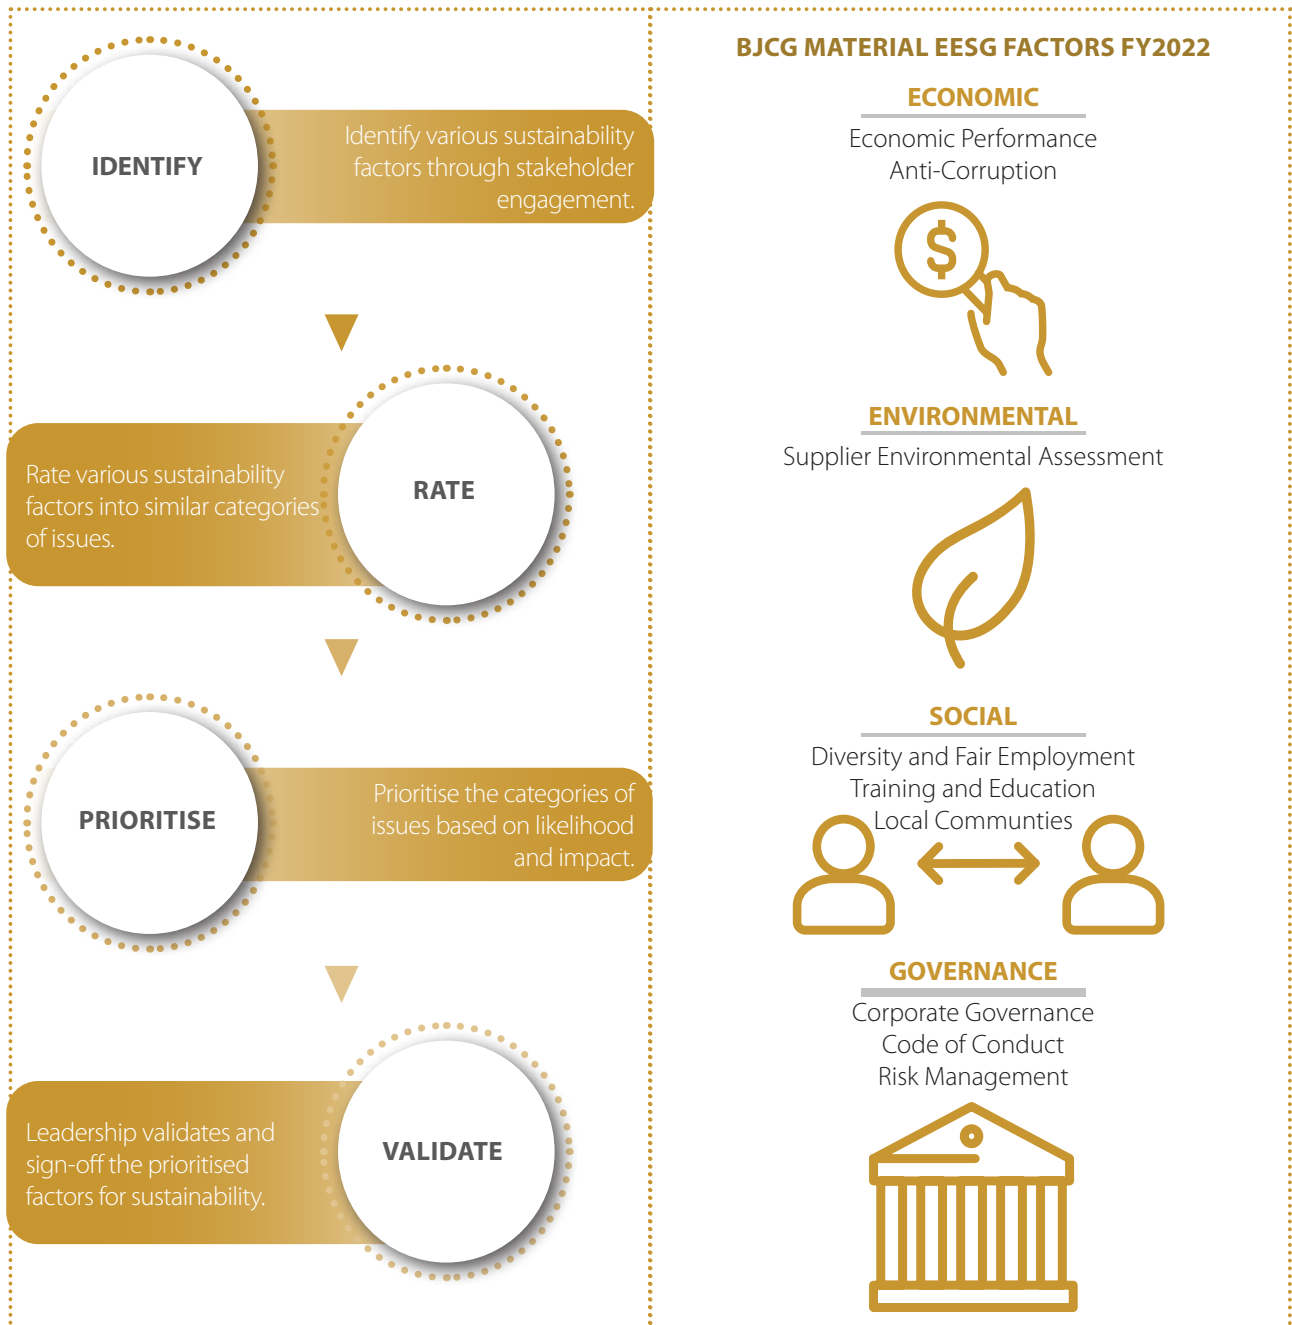 IDENTIFY
Identify various sustainability
factors through stakeholder
engagement.
Rate various sustainability
factors into similar categories
of issues.
RATE
PRIORITISE
Prioritise the categories of
issues based on likelihood
and impact.
Leadership validates and
sign-off the prioritised
factors for sustainability.
VALIDATE
BJCG MATERIAL EESG FACTORS FY2022
ECONOMIC
Economic Performance
Anti-Corruption
$
ENVIRONMENTAL
Supplier Environmental Assessment
SOCIAL
Diversity and Fair Employment
Training and Education
Local Communties
GOVERNANCE
Corporate Governance
Code of Conduct
Risk Management